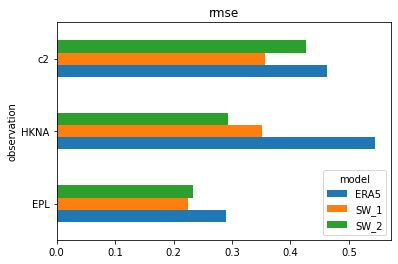 rmse
observation
c2
HKNA
EPL
model
ERA5
SW_1
SW_2
0.0 0.1 0.2 0.3 0.4 0.5